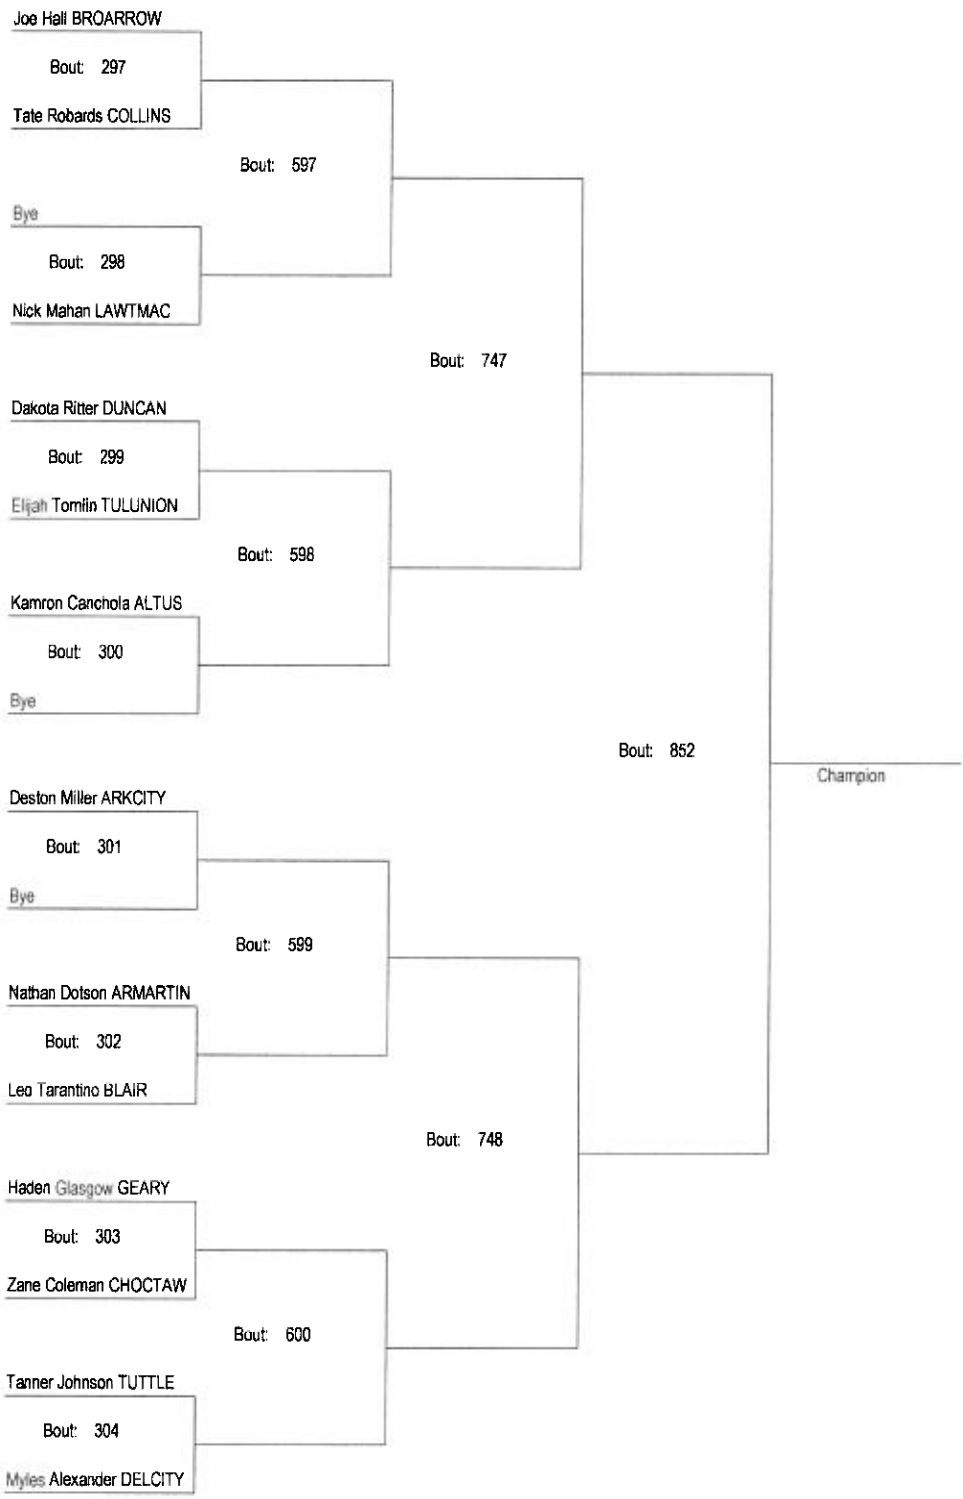 Joe Hall BROARROW
Bout: 297
Tate Robards COLLINS
Bout: 597
Bye
Bout: 298
Nick Mahan LAWTMAC
Bout: 747
Dakota Ritter DUNCAN
Bout: 299
Elijah Tomlin TULUNION
Bout: 598
Kamron Canchola ALTUS
Bout: 300
Bye
Bout: 852
Champion
Deston Miller ARKCITY
Bout: 301
Bye
Bout: 599
Nathan Dotson ARMARTIN
Bout: 302
Leo Tarantino BLAIR
Bout: 748
Haden Glasgow GEARY
Bout: 303
Zane Coleman CHOCTAW
Bout: 600
Tanner Johnson TUTTLE
Bout: 304
Myles Alexander DELCITY